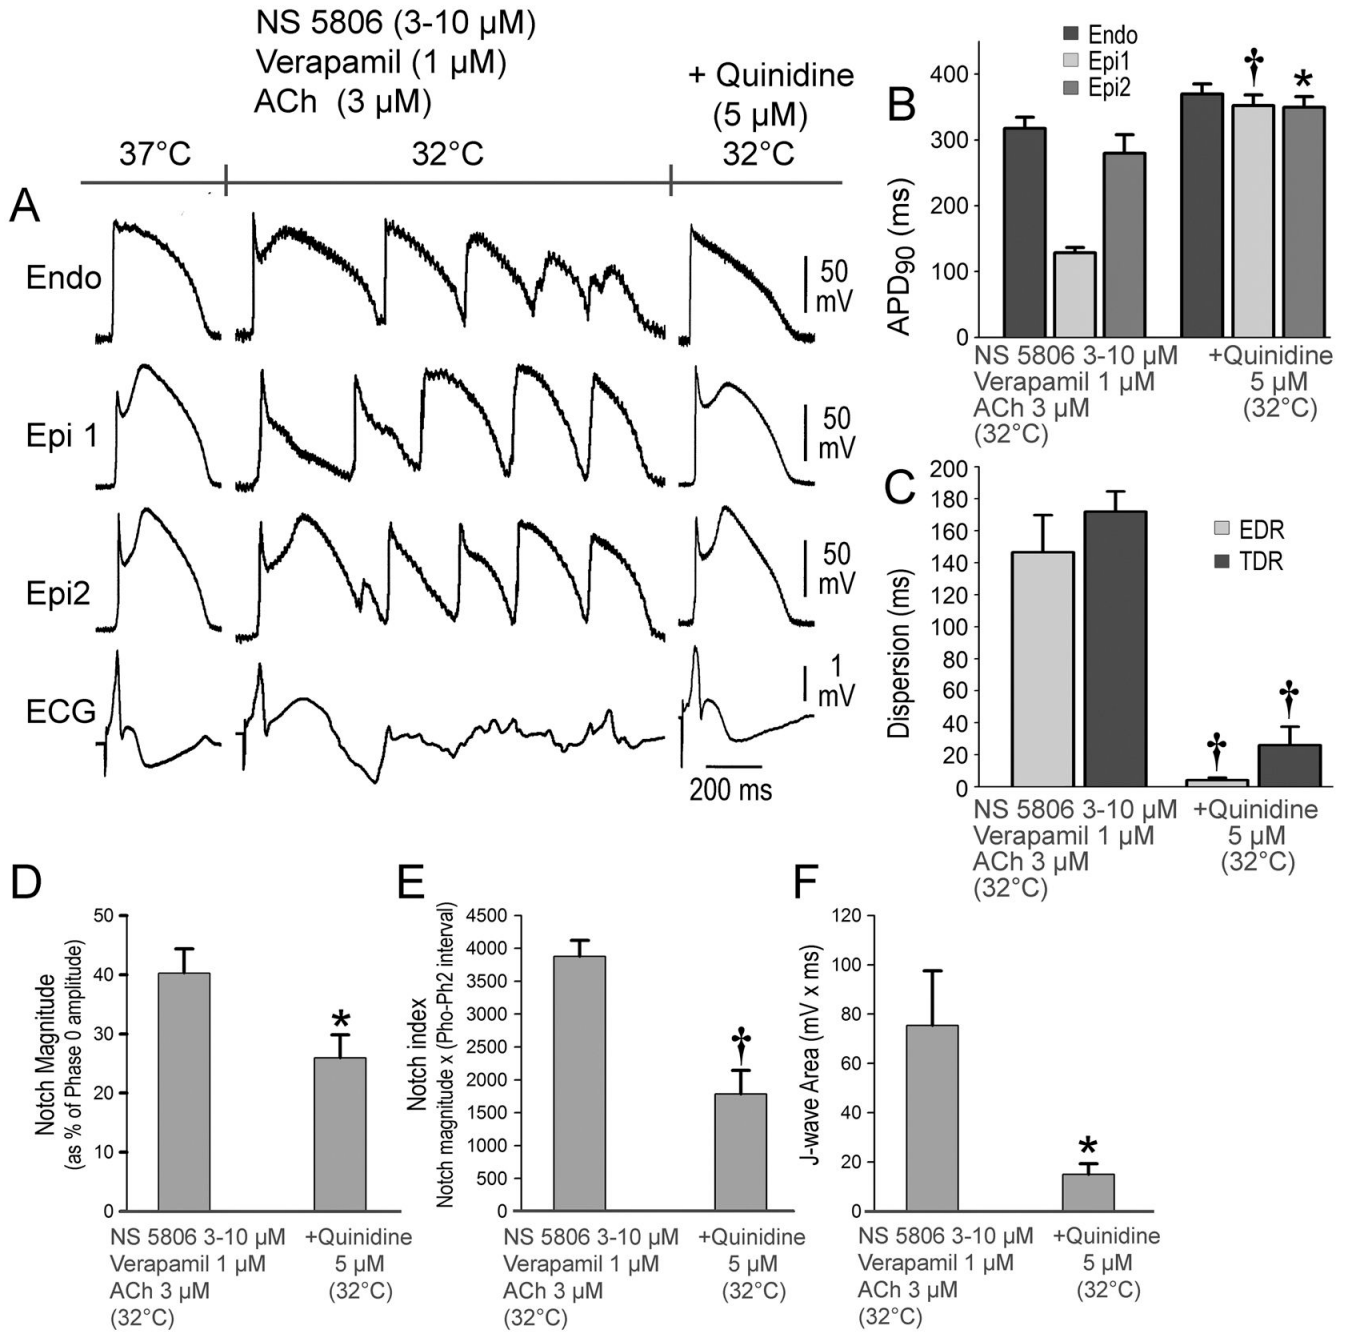 NS 5806 (3-10 µM)
Verapamil (1 µM)
ACh (3 µM)
+ Quinidine
(5 µM)
37°C
32°C
32°C
A
Endo
50
mV
Epi 1
50
mV
Epi2
50
mV
ECG
1
mV
200 ms
B
Endo
Epi1
Epi2
†
*
APD90 (ms)
400
300
200
100
0
NS 5806 3-10 µM
Verapamil 1 µM
ACh 3 µM
(32°C)
+Quinidine
5 µM
(32°C)
C
EDR
TDR
†
†
Dispersion (ms)
200
180
160
140
120
100
80
60
40
20
0
NS 5806 3-10 µM
Verapamil 1 µM
ACh 3 µM
(32°C)
+Quinidine
5 µM
(32°C)
D
Notch Magnitude
(as % of Phase 0 amplitude)
50
40
30
20
10
0
*
NS 5806 3-10 µM
Verapamil 1 µM
ACh 3 µM
(32°C)
+Quinidine
5 µM
(32°C)
E
Notch index
Notch magnitude x (Pho-Ph2 interval)
4500
4000
3500
3000
2500
2000
1500
1000
500
0
†
NS 5806 3-10 µM
Verapamil 1 µM
ACh 3 µM
(32°C)
+Quinidine
5 µM
(32°C)
F
J-wave Area (mV x ms)
120
100
80
60
40
20
0
*
NS 5806 3-10 µM
Verapamil 1 µM
ACh 3 µM
(32°C)
+Quinidine
5 µM
(32°C)